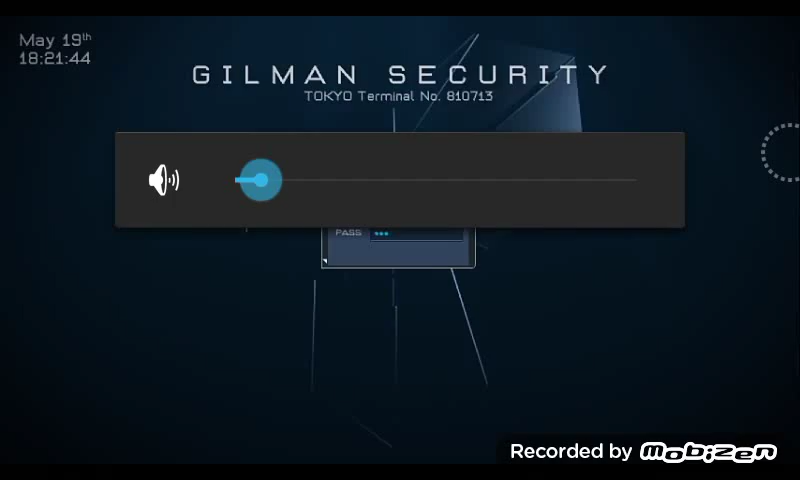 May 19th
18:21:44
GILMAN SECURITY
TOKYO Terminal No. 810713
PASS
Recorded by Mobizen